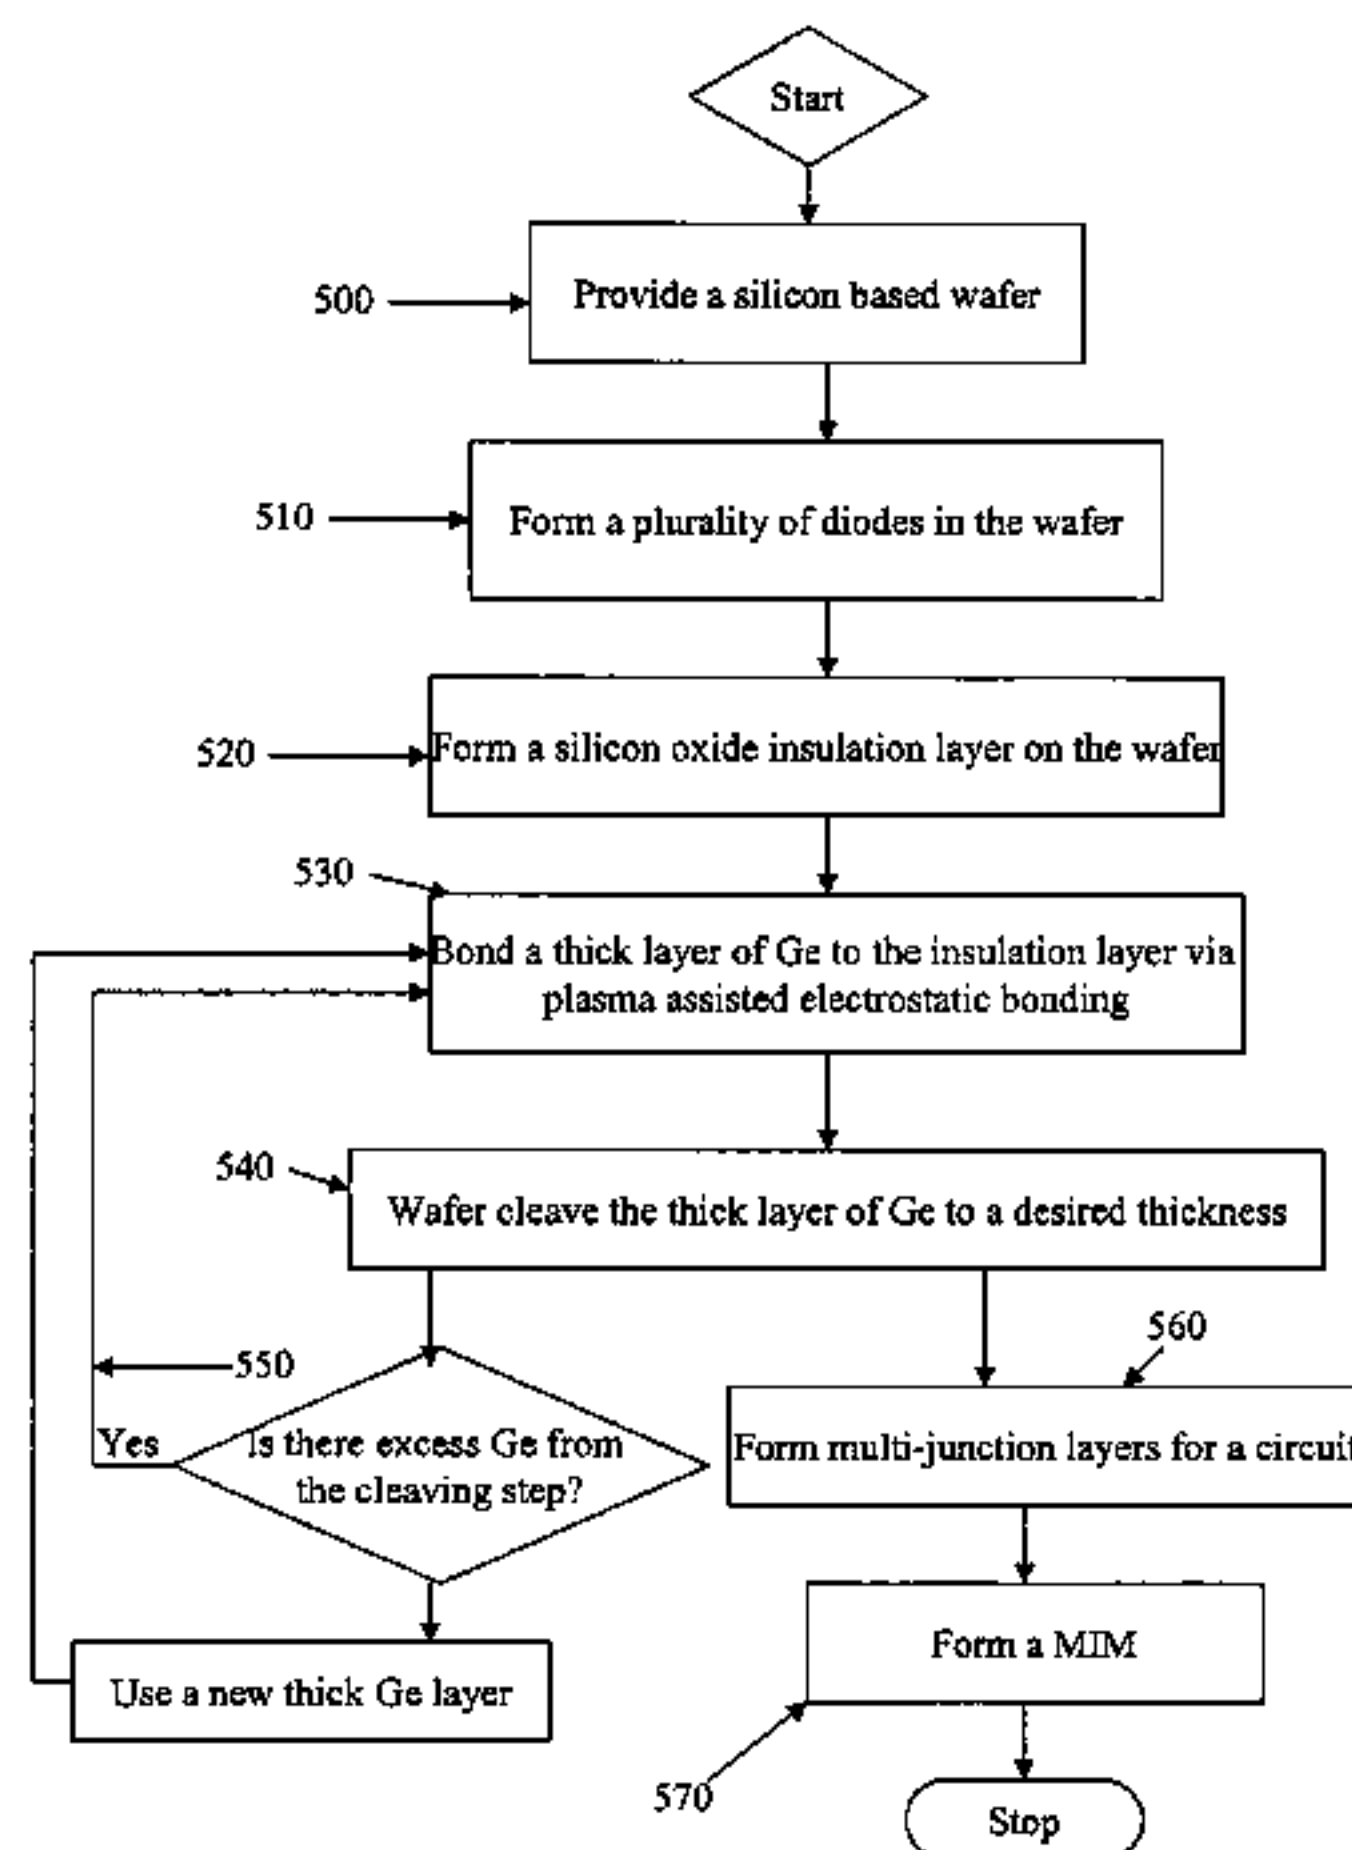 Start
500
Provide a silicon based wafer
510
Form a plurality of diodes in the wafer
520
Form a silicon oxide insulation layer on the wafer
530
Bond a thick layer of Ge to the insulation layer via
plasma assisted electrostatic bonding
540
Wafer cleave the thick layer of Ge to a desired thickness
550
560
Yes
Is there excess Ge from
the cleaving step?
Form multi-junction layers for a circuit
Form a MIM
Use a new thick Ge layer
570
Stop